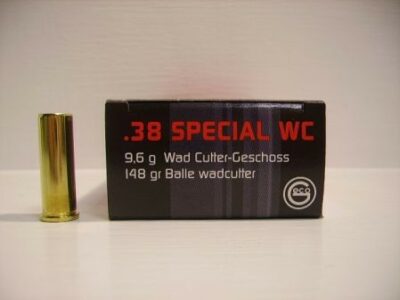 .38 SPECIAL WC
9,6 g Wad Cutter-Geschoss
148 gr Balle wadcutter
GECO